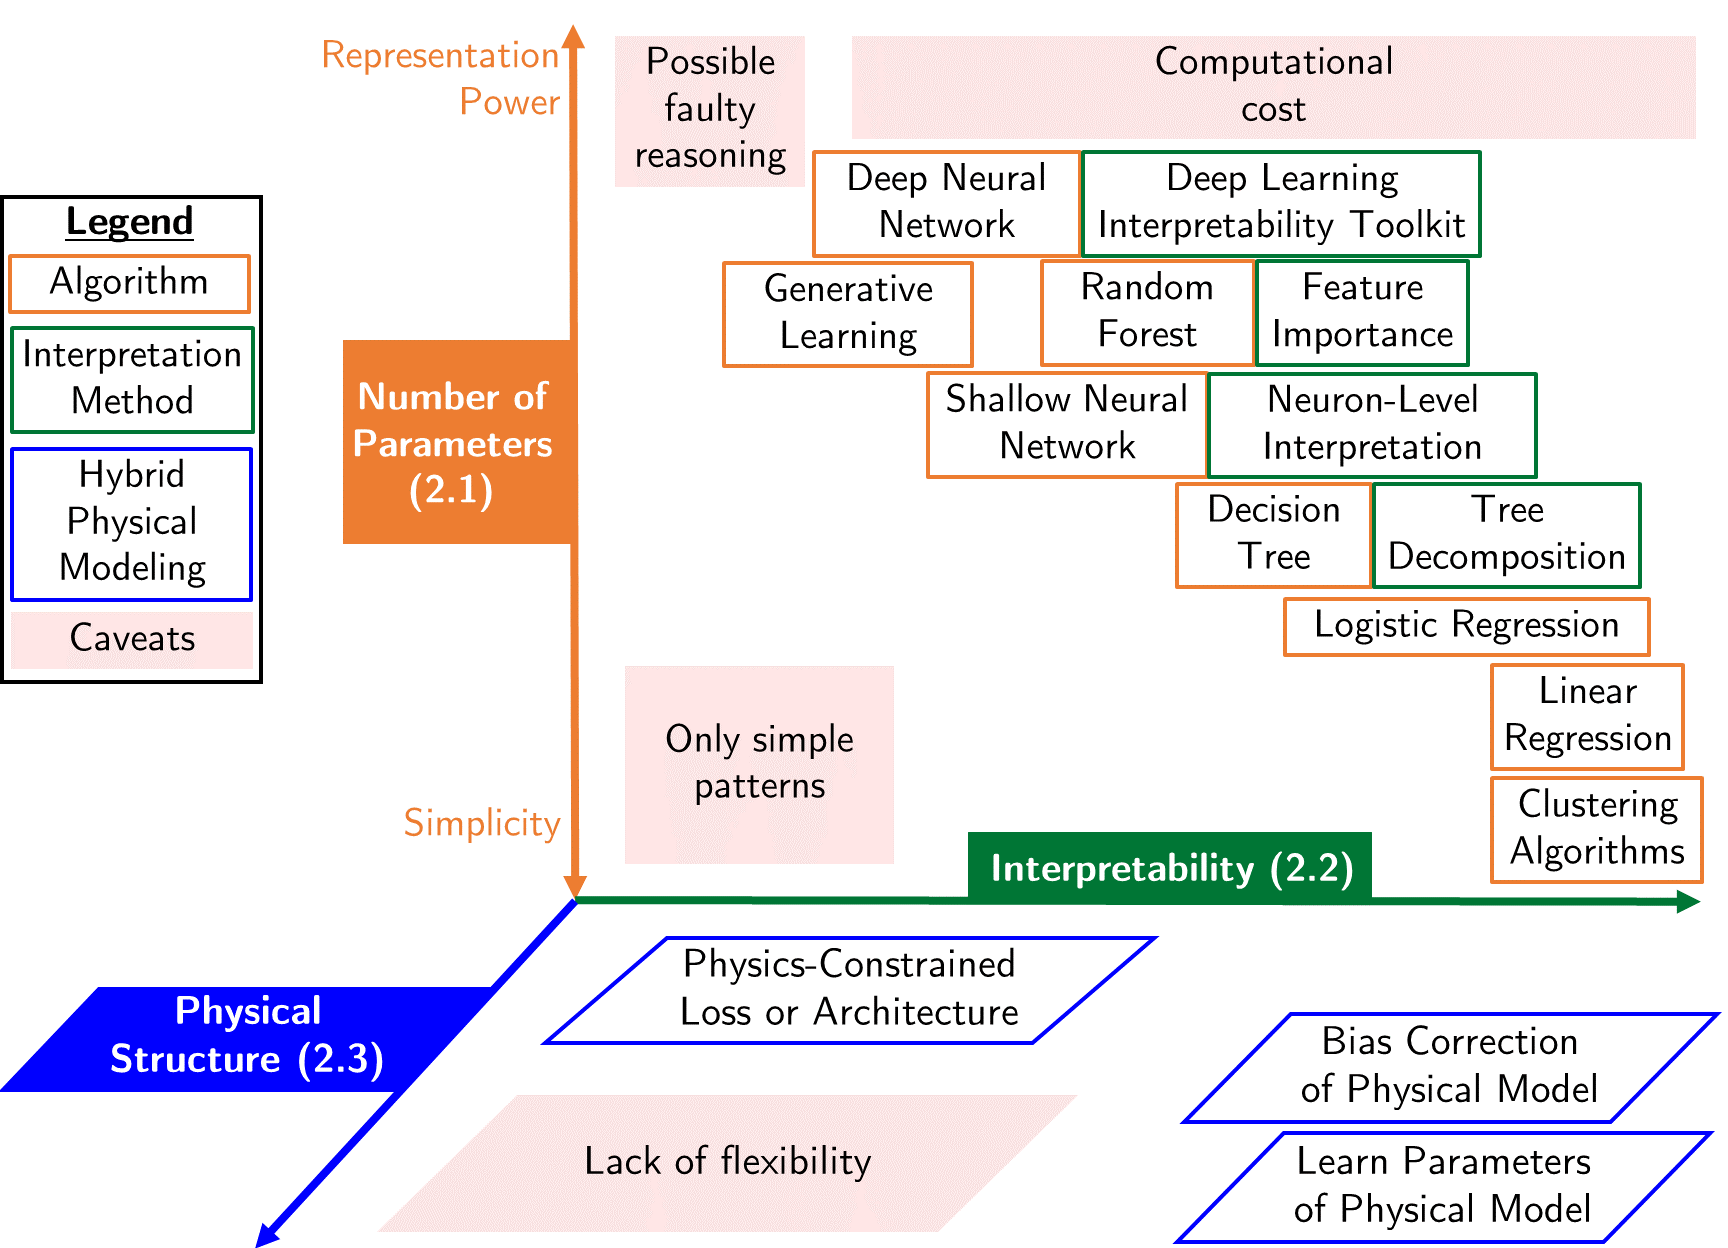 Representation
Power
Possible
faulty
reasoning
Computational
cost
Deep Neural
Network
Deep Learning
Interpretability Toolkit
Legend
Algorithm
Interpretation
Method
Hybrid
Physical
Modeling
Caveats
Generative
Learning
Random
Forest
Feature
Importance
Number of
Parameters
(2.1)
Shallow Neural
Network
Neuron-Level
Interpretation
Decision
Tree
Tree
Decomposition
Logistic Regression
Linear
Regression
Only simple
patterns
Simplicity
Clustering
Algorithms
Interpretability (2.2)
Physics-Constrained
Loss or Architecture
Physical
Structure (2.3)
Bias Correction
of Physical Model
Lack of flexibility
Learn Parameters
of Physical Model